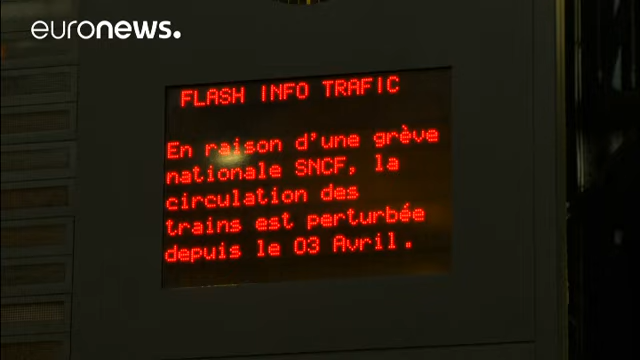 euronews.
FLASH INFO TRAFIC
En raison d'une grève
nationale SNCF, la
circulation des
trains est perturbée
depuis le 03 Avril.